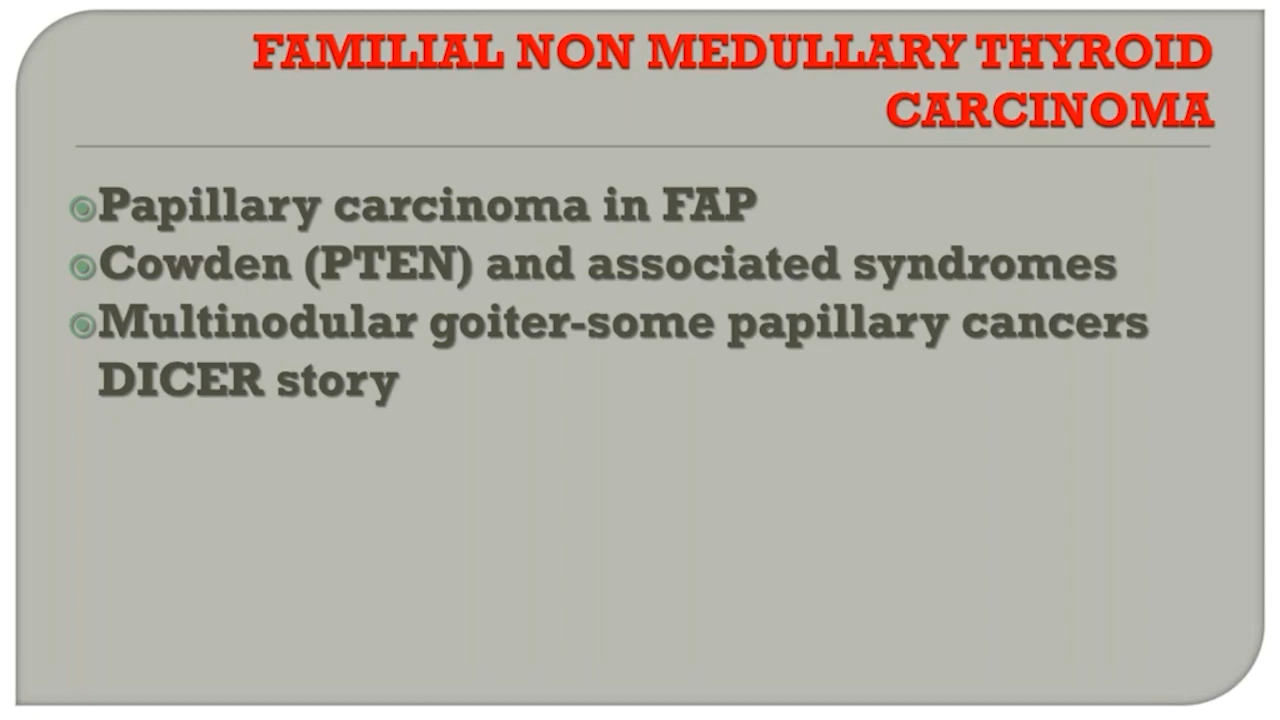 FAMILIAL NON MEDULLARY THYROID
CARCINOMA
Papillary carcinoma in FAP
Cowden (PTEN) and associated syndromes
Multinodular goiter-some papillary cancers
DICER story